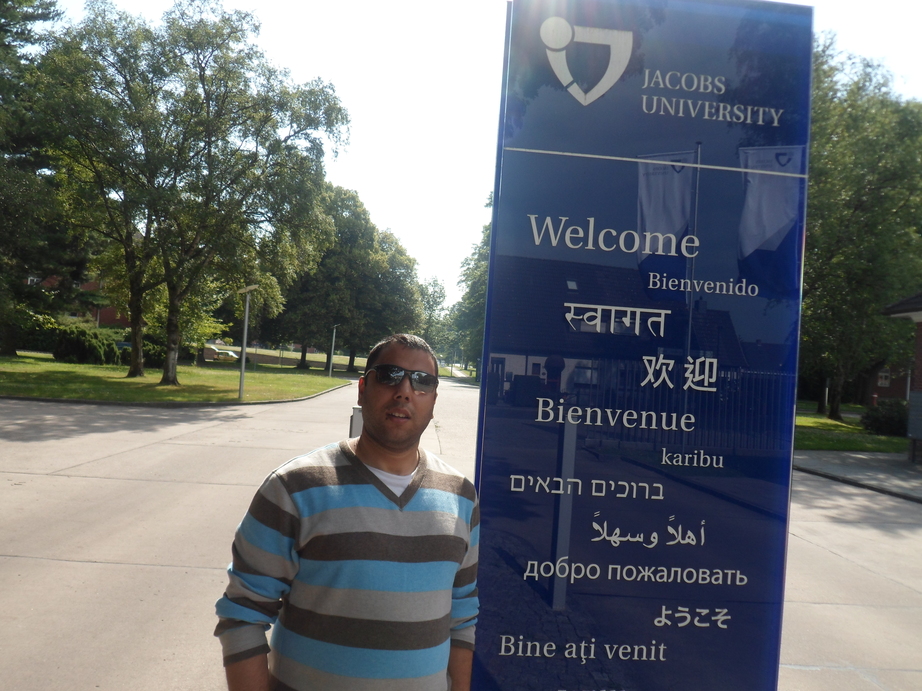 JACOBS
UNIVERSITY
Welcome
Bienvenido
स्वागत
欢迎
Bienvenue
karibu
ברוכים הבאים
أهلاً وسهلاً
добро пожаловать
ようこそ
Bine aţi venit